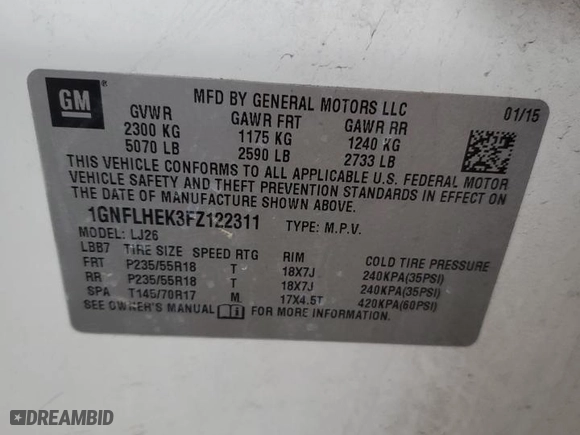 GM
MFD BY GENERAL MOTORS LLC 01/15
GVWR GAWR FRT GAWR RR
2300 KG 1175 KG 1240 KG
5070 LB 2590 LB 2733 LB
THIS VEHICLE CONFORMS TO ALL APPLICABLE U.S. FEDERAL MOTOR
VEHICLE SAFETY AND THEFT PREVENTION STANDARDS IN EFFECT ON
THE DATE OF MANUFACTURE SHOWN ABOVE.
1GNFLHEK3FZ122311 TYPE: M.P.V.
MODEL: LJ26
LBB7 TIRE SIZE SPEED RTG RIM COLD TIRE PRESSURE
FRT P235/55R18 T 18X7J 240KPA(35PSI)
RR P235/55R18 T 18X7J 240KPA(35PSI)
SPA T145/70R17 M 17X4.5T 420KPA(60PSI)
SEE OWNER'S MANUAL FOR MORE INFORMATION.
© DREAMBID